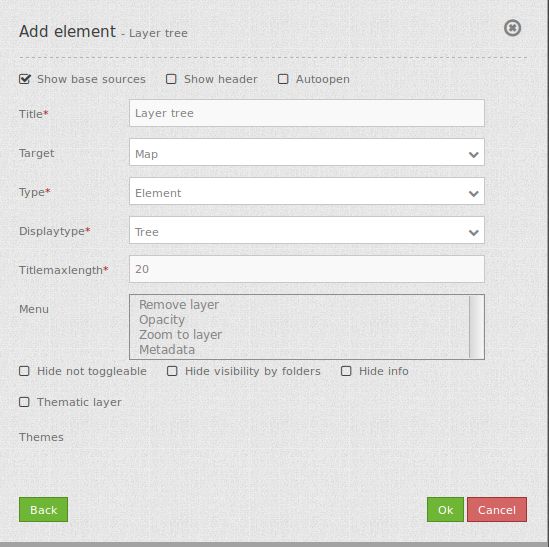 Add element - Layer tree
Show base sources Show header Autoopen
Title* Layer tree
Target Map
Type* Element
Displaytype* Tree
Titlemaxlength* 20
Menu Remove layer
Opacity
Zoom to layer
Metadata
Hide not toggleable Hide visibility by folders Hide info
Thematic layer
Themes
Back Ok Cancel